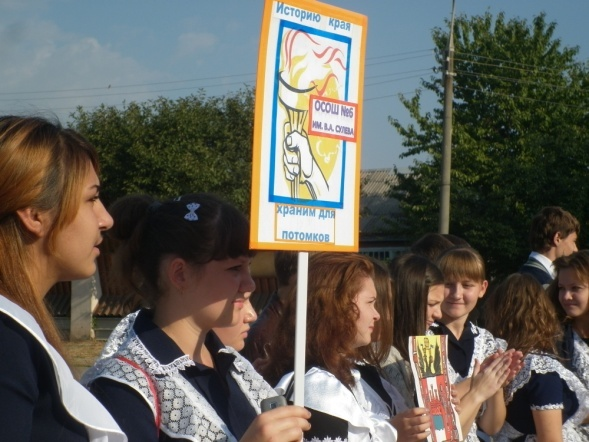 Историю края
ОСОШ №6
ИМ. В.А. СУЛЕВА
храним для
потомков